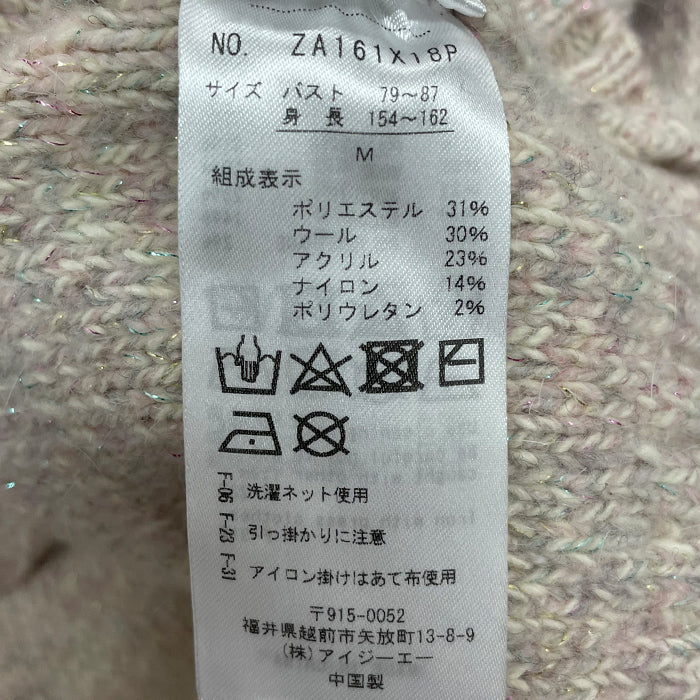 NO. ZA161X18P
サイズ バスト 79～87
身 長 154～162
M
組成表示
ポリエステル 31%
ウール 30%
アクリル 23%
ナイロン 14%
ポリウレタン 2%
F-06 洗濯ネット使用
F-23 引っ掛かりに注意
F-31 アイロン掛けはあて布使用
〒915-0052
福井県越前市矢放町13-8-9
(株)アイジーエー
中国製